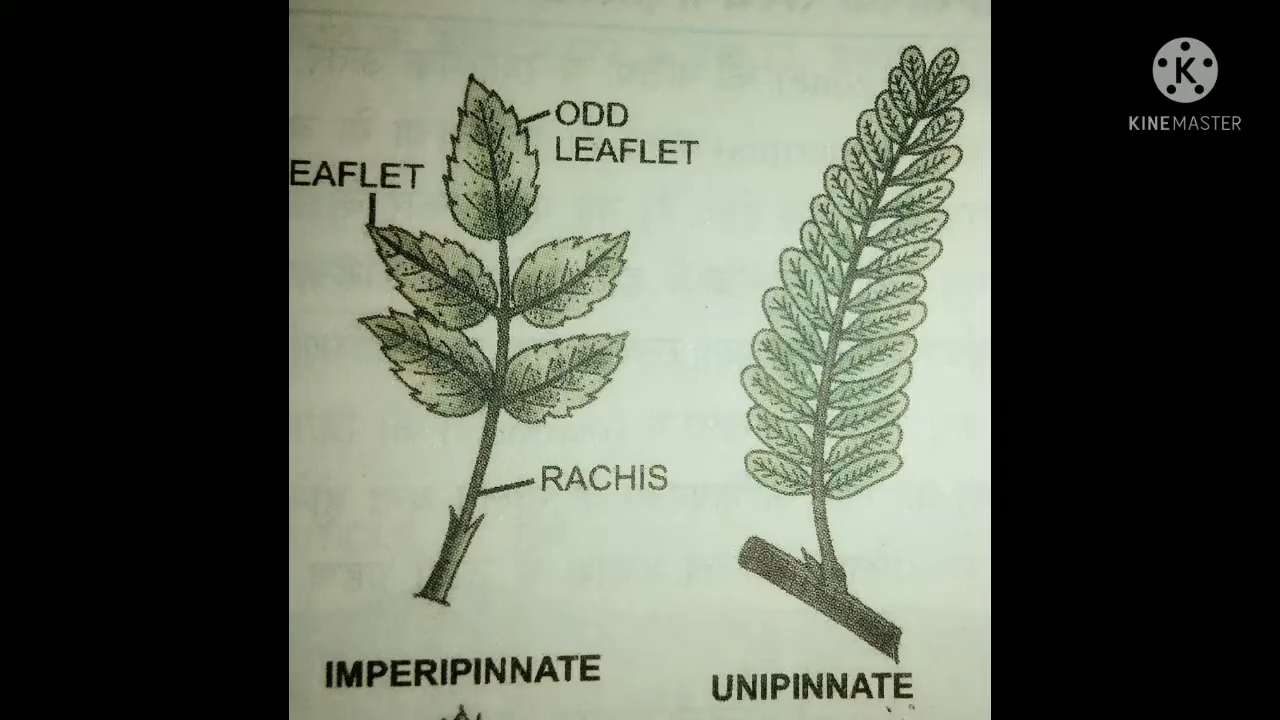 ODD
LEAFLET
EAFLET
RACHIS
IMPERIPINNATE
UNIPINNATE
K
KINEMASTER